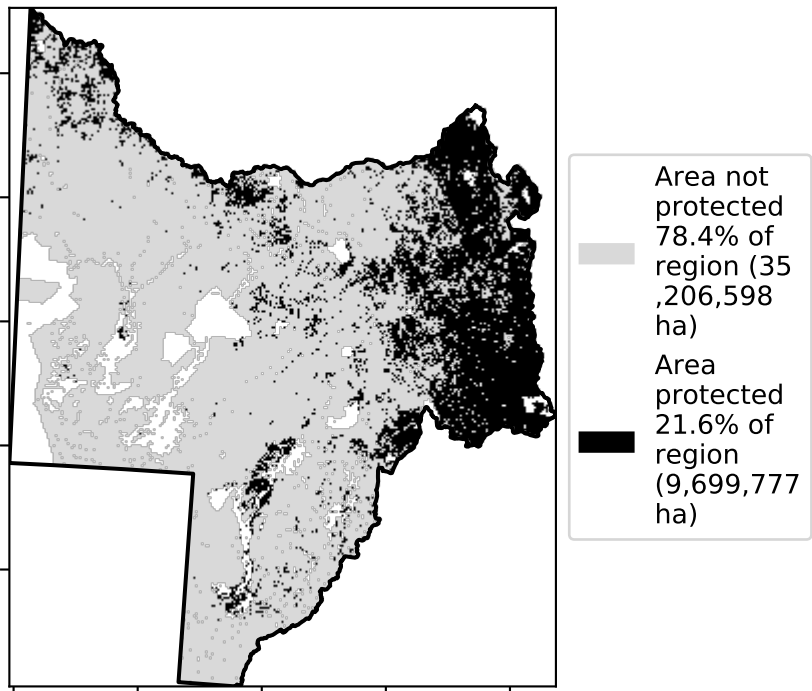 Area not
protected
78.4% of
region (35
,206,598
ha)
Area
protected
21.6% of
region
(9,699,777
ha)